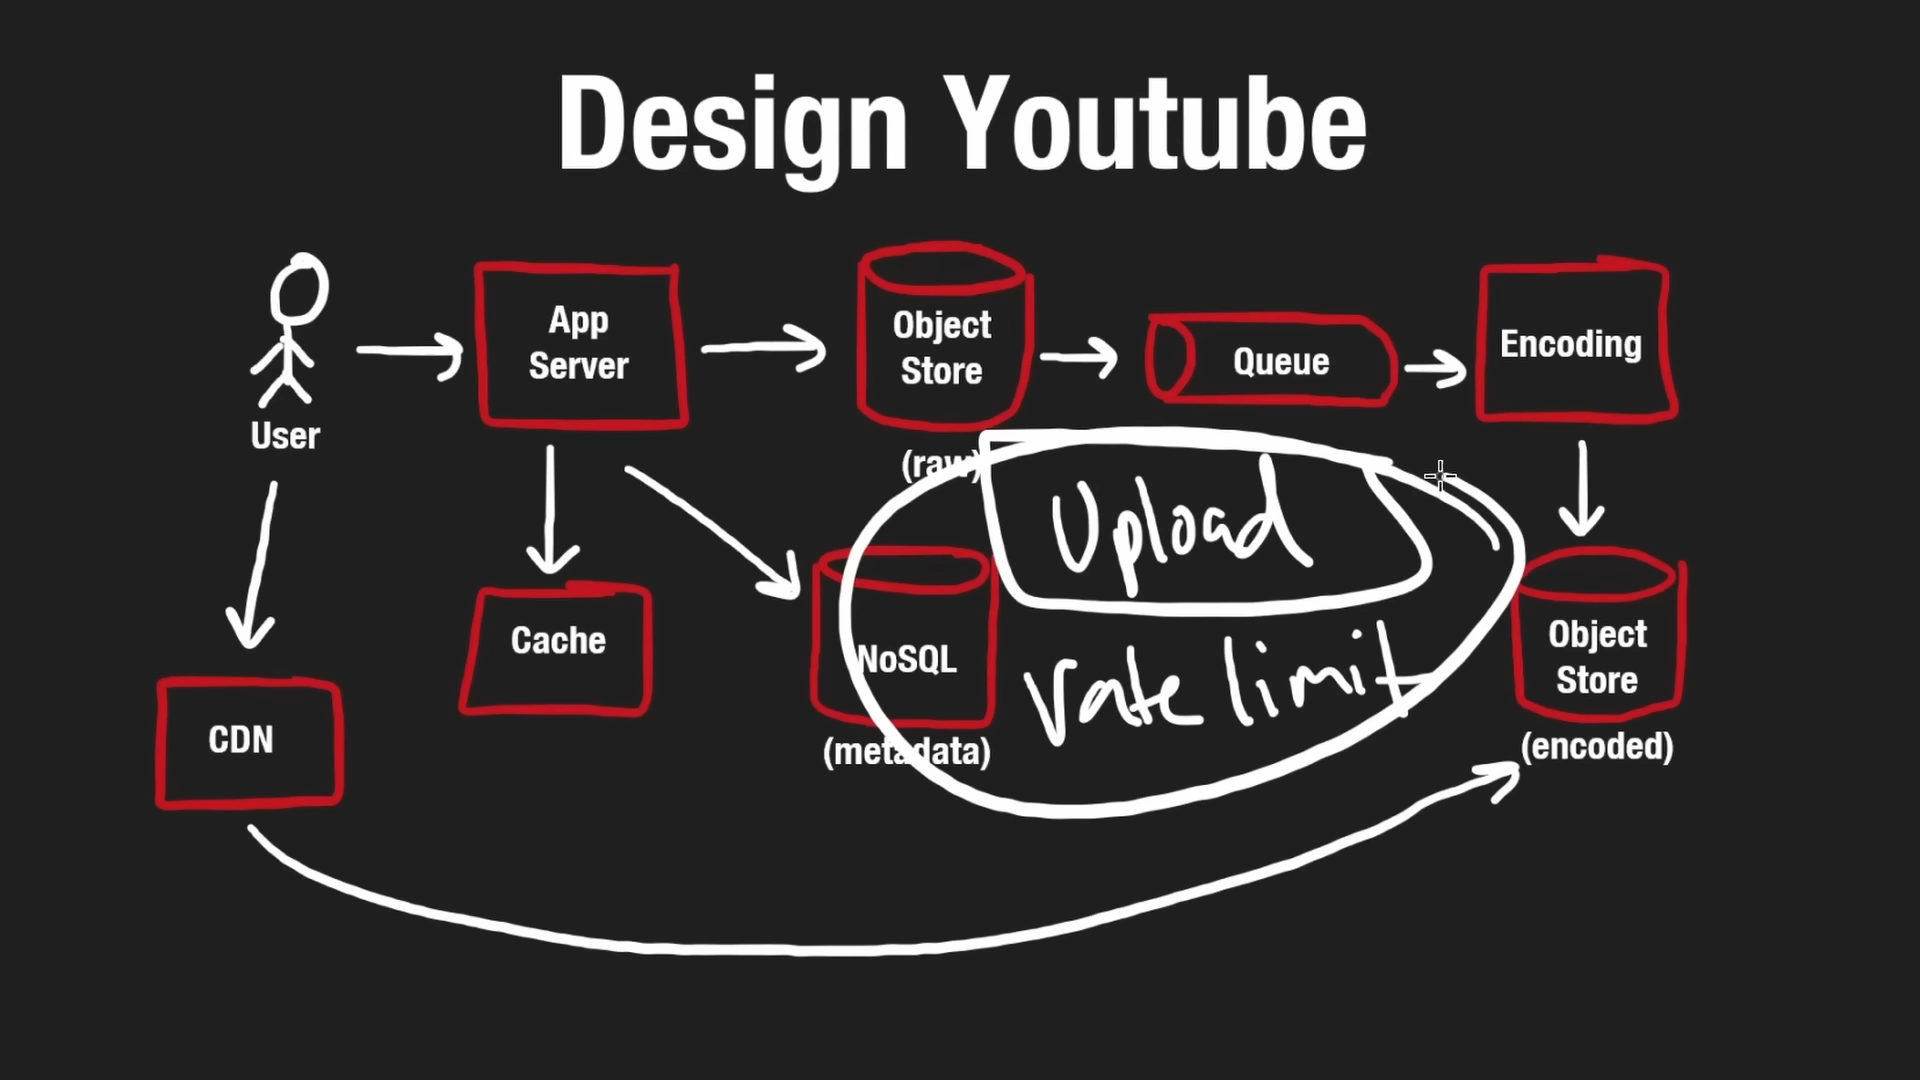 Design Youtube
App
Server
Object
Store
(raw)
Queue
Encoding
User
Upload
Cache
NoSQL
(metadata)
rate limit
Object
Store
(encoded)
CDN